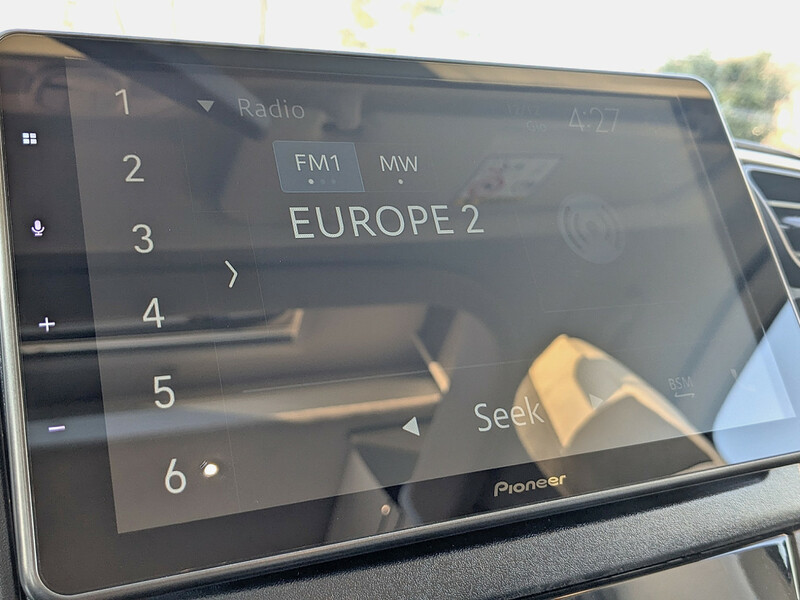 Radio
4:27
FM1 MW
EUROPE 2
1
2
3
4
5
6
Seek
BSM
Pioneer